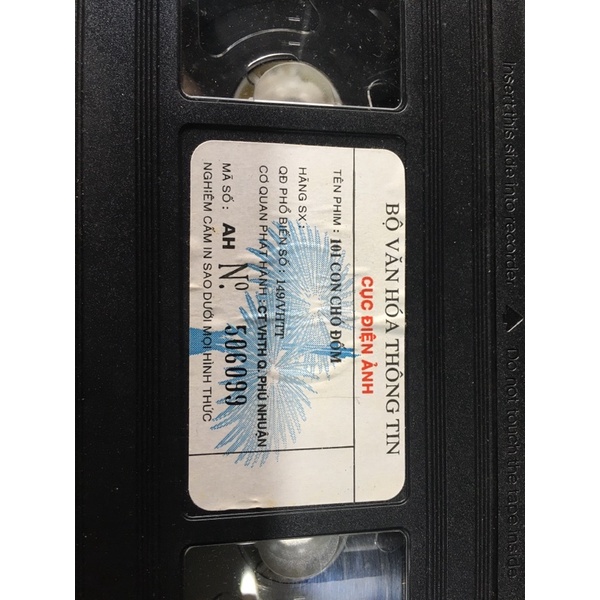 BỘ VĂN HÓA THÔNG TIN
CỤC ĐIỆN ẢNH
TÊN PHIM : 101 CON CHÓ ĐỐM
HÃNG SX :
QĐ PHỔ BIẾN SỐ : 149/VHTT
CƠ QUAN PHÁT HÀNH : CT VHTH Q. PHÚ NHUẬN
MÃ SỐ : AH Nº. 506099
NGHIÊM CẤM IN SAO DƯỚI MỌI HÌNH THỨC
Insert this side into recorder
Do not touch the tape inside